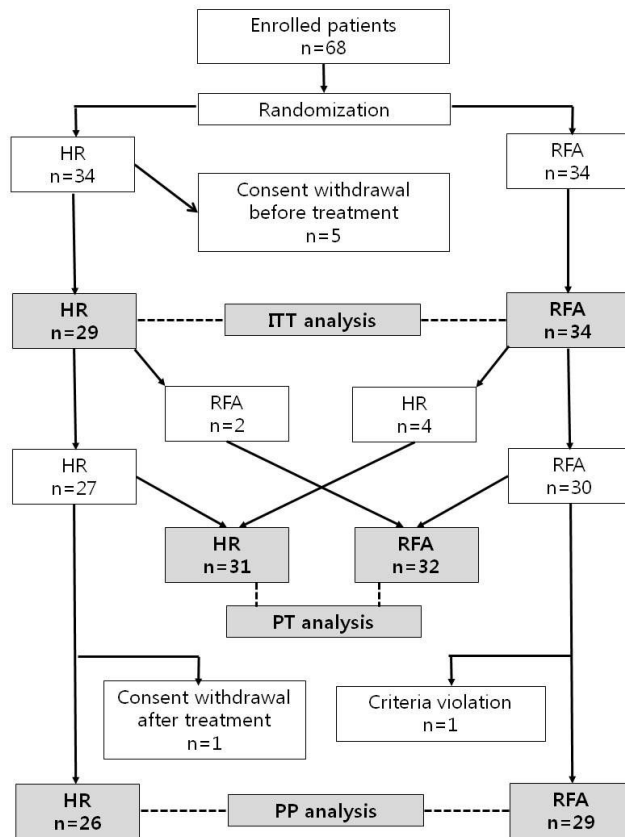 Enrolled patients
n=68
Randomization
HR
n=34
RFA
n=34
Consent withdrawal
before treatment
n=5
HR
n=29
ITT analysis
RFA
n=34
RFA
n=2
HR
n=4
HR
n=27
RFA
n=30
HR
n=31
RFA
n=32
PT analysis
Consent withdrawal
after treatment
n=1
Criteria violation
n=1
HR
n=26
PP analysis
RFA
n=29